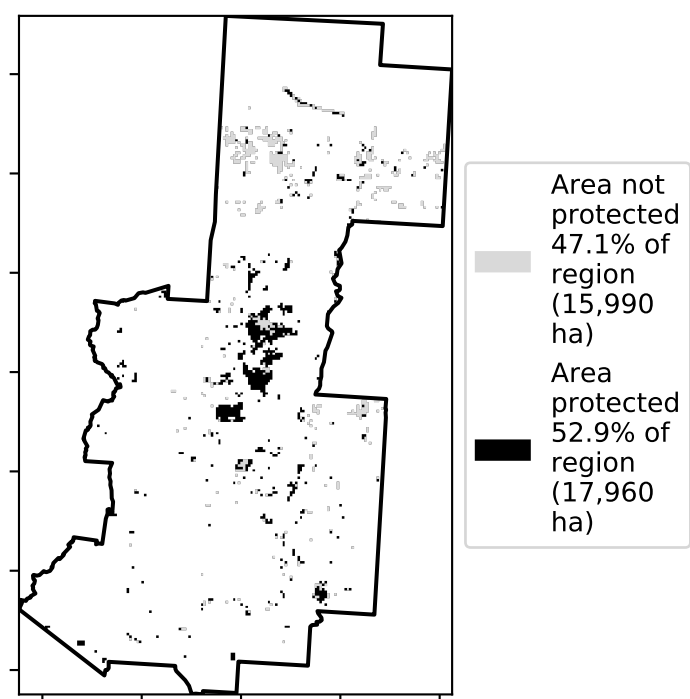 Area not
protected
47.1% of
region
(15,990
ha)
Area
protected
52.9% of
region
(17,960
ha)